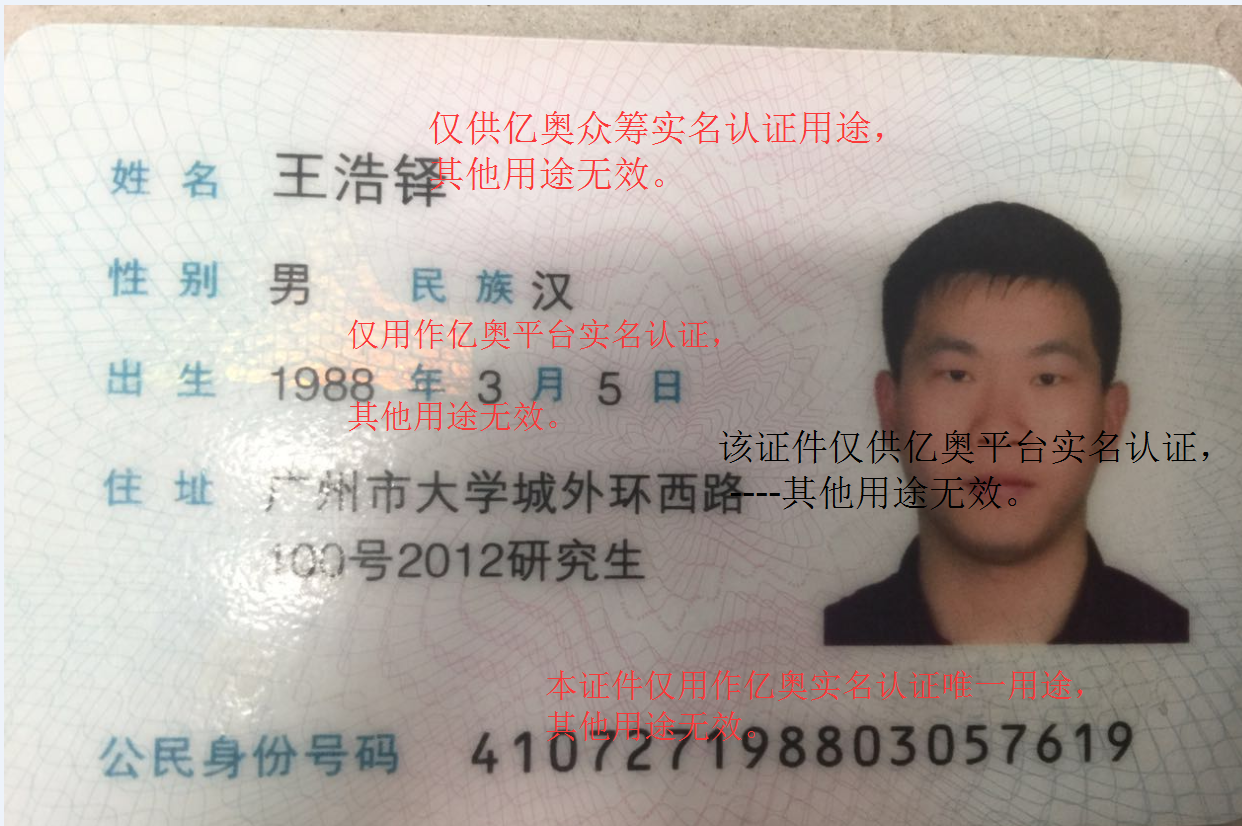 仅供亿奥众筹实名认证用途，
姓名 王浩铎
其他用途无效。
性别 男 民族 汉
仅用作亿奥平台实名认证，
出生 1988 年 3 月 5 日
其他用途无效。
该证件仅供亿奥平台实名认证，
住址 广州市大学城外环西路
----其他用途无效。
100号2012研究生
本证件仅用作亿奥实名认证唯一用途，
其他用途无效。
公民身份号码 410727198803057619